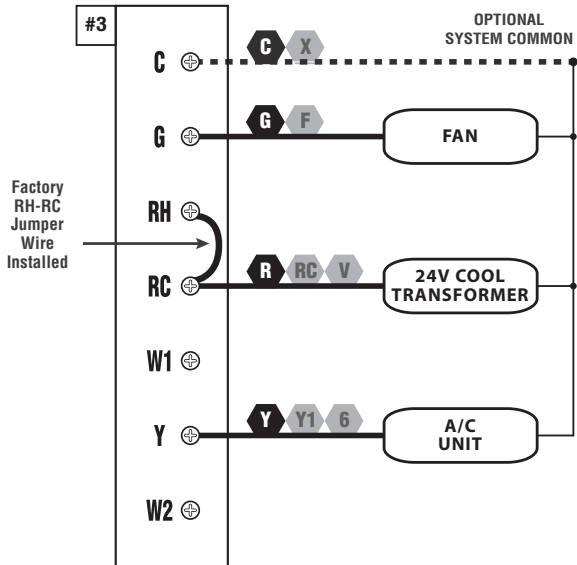 #3
OPTIONAL
SYSTEM COMMON
C
C X
G
G F
FAN
Factory
RH-RC
Jumper
Wire
Installed
RH
RC
R RC V
24V COOL
TRANSFORMER
W1
Y
Y Y1 6
A/C
UNIT
W2